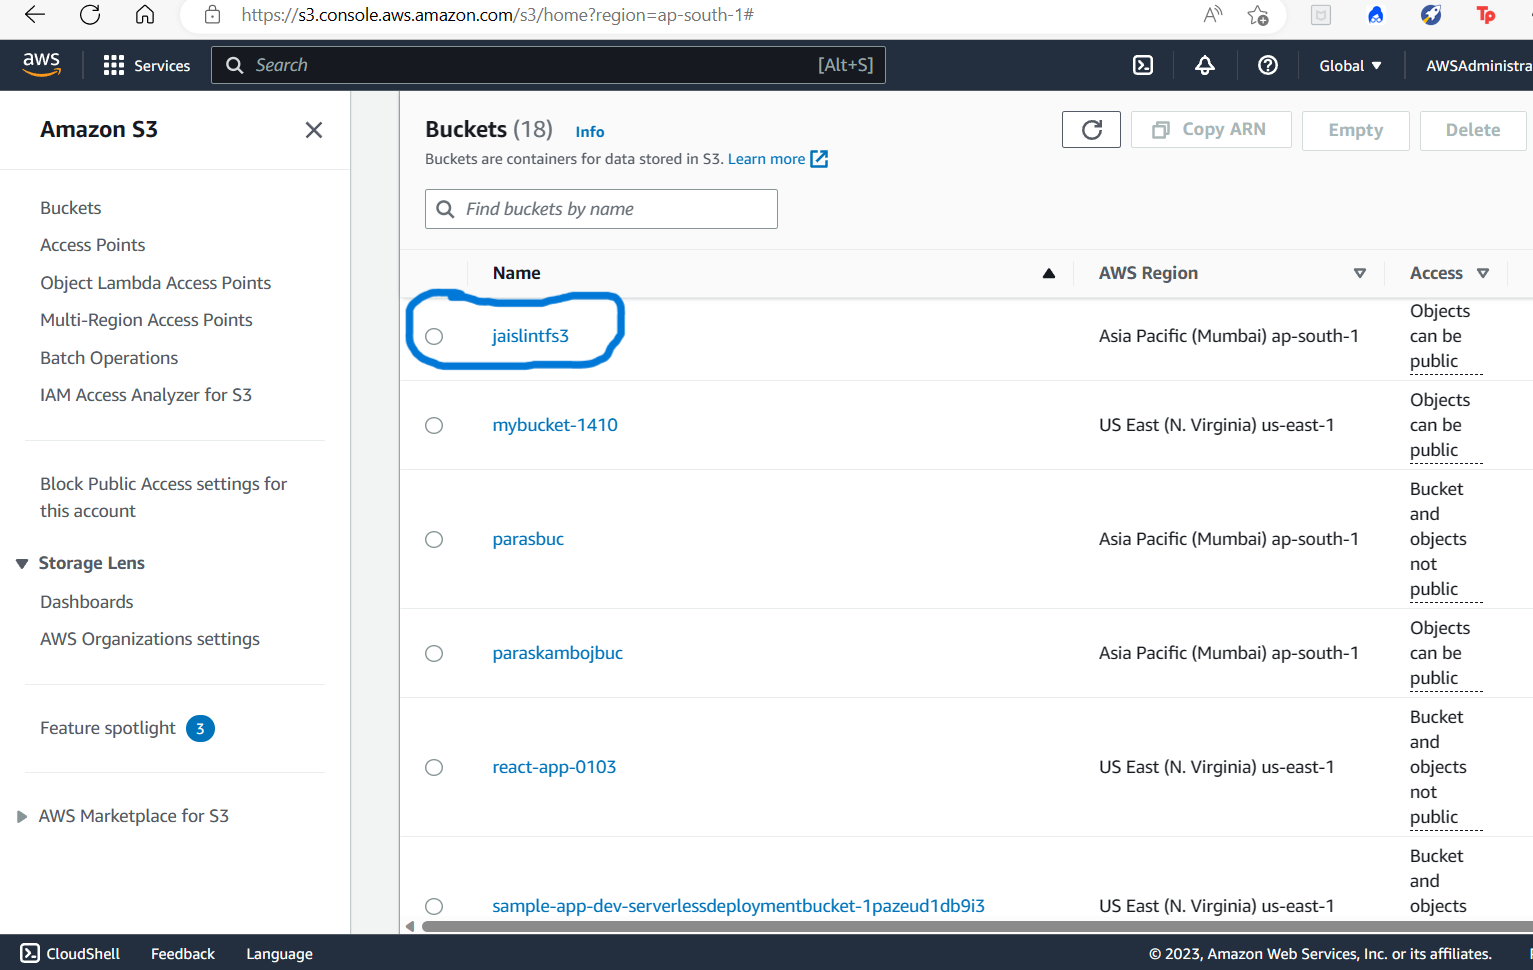 https://s3.console.aws.amazon.com/s3/home?region=ap-south-1#
aws
Services
Search
[Alt+S]
Global
AWSAdministra
Amazon S3
Buckets
Access Points
Object Lambda Access Points
Multi-Region Access Points
Batch Operations
IAM Access Analyzer for S3
Block Public Access settings for
this account
Storage Lens
Dashboards
AWS Organizations settings
Feature spotlight 3
AWS Marketplace for S3
Buckets (18) Info
Buckets are containers for data stored in S3. Learn more
Copy ARN
Empty
Delete
Find buckets by name
Name AWS Region Access
jaislintfs3 Asia Pacific (Mumbai) ap-south-1
Objects
can be
public
mybucket-1410 US East (N. Virginia) us-east-1
Objects
can be
public
parasbuc Asia Pacific (Mumbai) ap-south-1
Bucket
and
objects
not
public
paraskambojbuc Asia Pacific (Mumbai) ap-south-1
Objects
can be
public
react-app-0103 US East (N. Virginia) us-east-1
Bucket
and
objects
not
public
sample-app-dev-serverlessdeploymentbucket-1pazeud1db9i3 US East (N. Virginia) us-east-1
Bucket
and
objects
CloudShell Feedback Language © 2023, Amazon Web Services, Inc. or its affiliates.